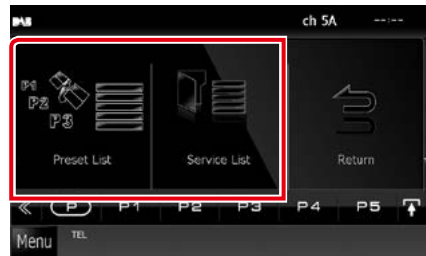 DAB
ch 5A --:--
P1
P2
P3
Preset List
Service List
Return
« P P1 P2 P3 P4 P5
Menu
TEL